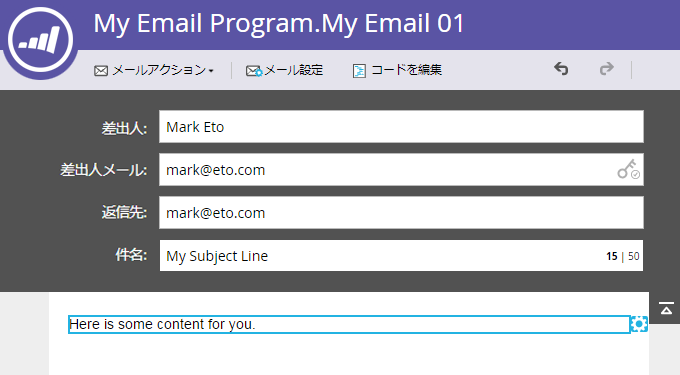 My Email Program.My Email 01
メールアクション メール設定 コードを編集
差出人: Mark Eto
差出人メール: mark@eto.com
返信先: mark@eto.com
件名: My Subject Line 15 | 50
Here is some content for you.